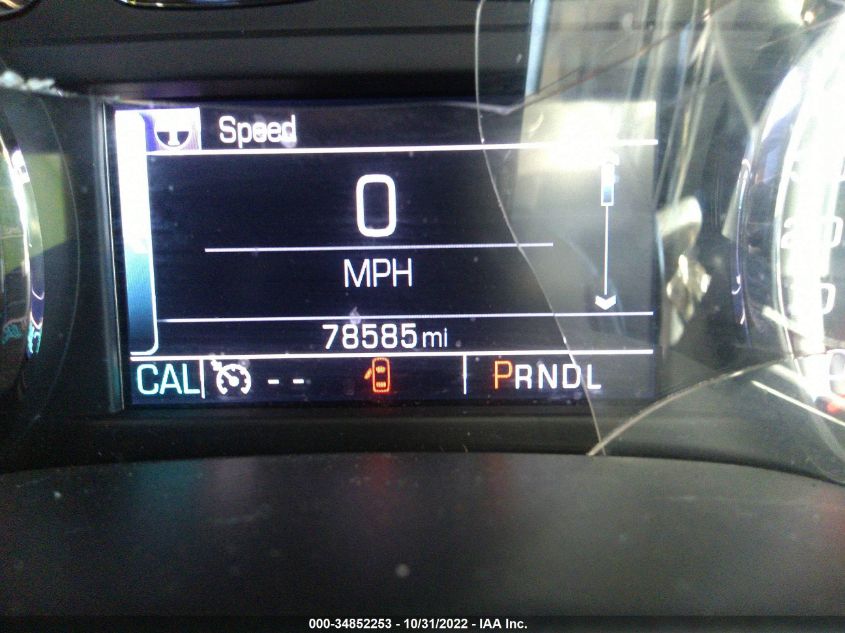 Speed
0
MPH
78585 mi
CAL -- PRNDL
000-34852253 - 10/31/2022 - IAA Inc.